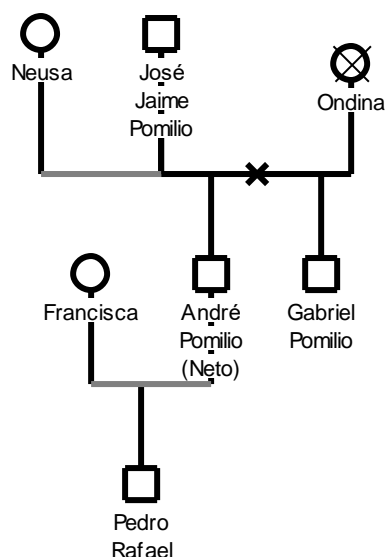 Neusa
José
Jaime
Pomilio
Ondina
Francisca
André
Pomilio
(Neto)
Gabriel
Pomilio
Pedro
Rafael